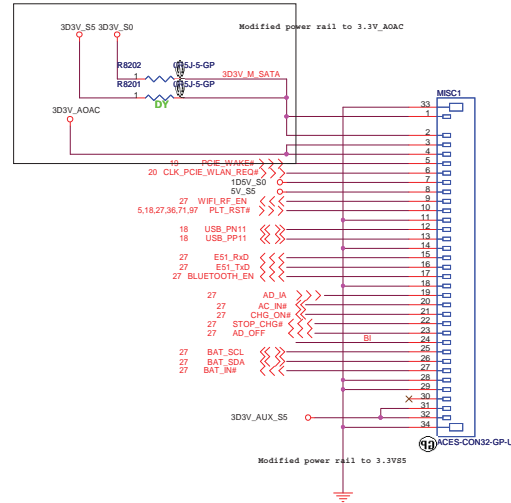 Modified power rail to 3.3V_AOAC
3D3V_S5 3D3V_S0
R8202
1
R8201
1
DY
3D3V_M_SATA
3D3V_AOAC
MISC1
33
1
2
3
4
19 PCIE_WAKE# 5
20 CLK_PCIE_WLAN_REQ# 6
1D5V_S0 7
5V_S5 8
27 WIFI_RF_EN 9
5,18,27,36,71,97 PLT_RST# 10
11
18 USB_PN11 12
18 USB_PP11 13
14
27 E51_RxD 15
27 E51_TxD 16
27 BLUETOOTH_EN 17
18
27 AD_IA 19
27 AC_IN# 20
27 CHG_ON# 21
27 STOP_CHG# 22
27 AD_OFF 23
BI 24
27 BAT_SCL 25
27 BAT_SDA 26
27 BAT_IN# 27
28
29
30
31
3D3V_AUX_S5 32
34
ACES-CON32-GP-U
Modified power rail to 3.3VS5